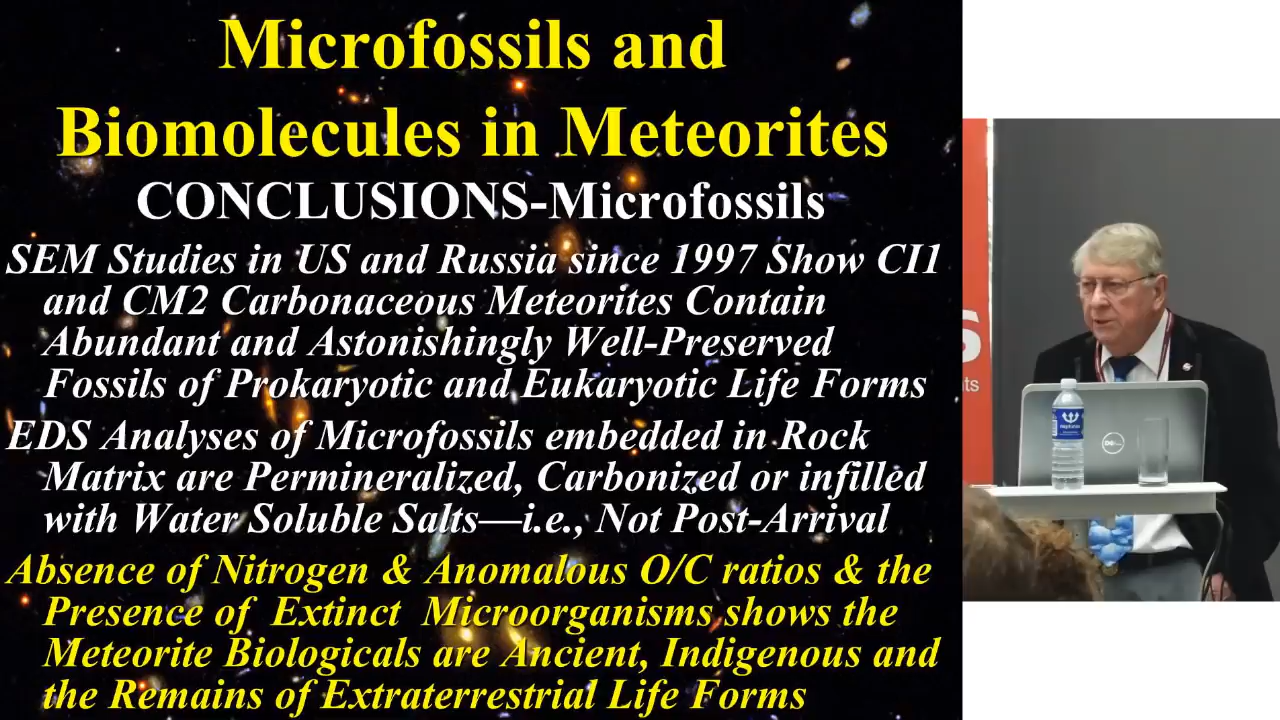 Microfossils and
Biomolecules in Meteorites
CONCLUSIONS-Microfossils
SEM Studies in US and Russia since 1997 Show CI1
and CM2 Carbonaceous Meteorites Contain
Abundant and Astonishingly Well-Preserved
Fossils of Prokaryotic and Eukaryotic Life Forms
EDS Analyses of Microfossils embedded in Rock
Matrix are Permineralized, Carbonized or infilled
with Water Soluble Salts—i.e., Not Post-Arrival
Absence of Nitrogen & Anomalous O/C ratios & the
Presence of Extinct Microorganisms shows the
Meteorite Biologicals are Ancient, Indigenous and
the Remains of Extraterrestrial Life Forms
S
nts
DELL